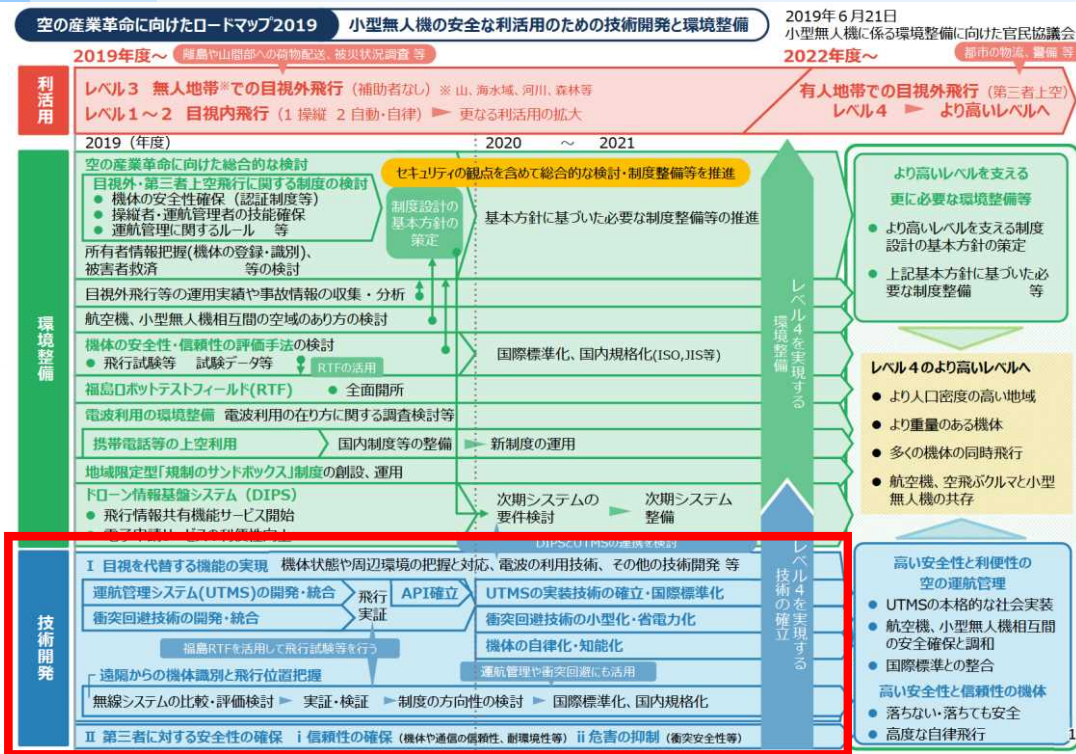 空の産業革命に向けたロードマップ2019 小型無人機の安全な利活用のための技術開発と環境整備
2019年6月21日
小型無人機に係る環境整備に向けた官民協議会
2019年度～ 離島や山間部への荷物配送、被災状況調査 等
2022年度～ 都市の物流、警備 等
利活用
レベル3 無人地帯※での目視外飛行（補助者なし）※ 山、海水域、河川、森林等
レベル1～2 目視内飛行（1 操縦 2 自動・自律） 更なる利活用の拡大
有人地帯での目視外飛行（第三者上空）
レベル4 より高いレベルへ
2019（年度） 2020 ～ 2021
環境整備
空の産業革命に向けた総合的な検討
セキュリティの観点を含めて総合的な検討・制度整備等を推進
目視外・第三者上空飛行に関する制度の検討
● 機体の安全性確保（認証制度等）
● 操縦者・運航管理者の技能確保
● 運航管理に関するルール 等
制度設計の
基本方針の
策定
基本方針に基づいた必要な制度整備等の推進
所有者情報把握(機体の登録・識別)、
被害者救済 等の検討
目視外飛行等の運用実績や事故情報の収集・分析
航空機、小型無人機相互間の空域のあり方の検討
機体の安全性・信頼性の評価手法の検討
● 飛行試験等 試験データ等
RTFの活用
国際標準化、国内規格化(ISO,JIS等)
福島ロボットテストフィールド(RTF) ● 全面開所
電波利用の環境整備 電波利用の在り方に関する調査検討等
携帯電話等の上空利用 国内制度等の整備 新制度の運用
地域限定型「規制のサンドボックス」制度の創設、運用
ドローン情報基盤システム（DIPS）
● 飛行情報共有機能サービス開始
次期システムの
要件検討
次期システム
整備
DIPSとUTMSの連携を検討
レベル4を実現する
環境整備
より高いレベルを支える
更に必要な環境整備等
● より高いレベルを支える制度
設計の基本方針の策定
● 上記基本方針に基づいた必
要な制度整備 等
レベル4のより高いレベルへ
● より人口密度の高い地域
● より重量のある機体
● 多くの機体の同時飛行
● 航空機、空飛ぶクルマと小型
無人機の共存
技術開発
Ⅰ 目視を代替する機能の実現 機体状態や周辺環境の把握と対応、電波の利用技術、その他の技術開発 等
運航管理システム(UTMS)の開発・統合
衝突回避技術の開発・統合
飛行
実証
API確立
UTMSの実装技術の確立・国際標準化
衝突回避技術の小型化・省電力化
機体の自律化・知能化
福島RTFを活用して飛行試験等を行う
運航管理や衝突回避にも活用
遠隔からの機体識別と飛行位置把握
無線システムの比較・評価検討 実証・検証 制度の方向性の検討 国際標準化、国内規格化
Ⅱ 第三者に対する安全性の確保 ⅰ 信頼性の確保（機体や通信の信頼性、耐環境性等） ⅱ 危害の抑制（衝突安全性等）
レベル4を実現する
技術の確立
高い安全性と利便性の
空の運航管理
● UTMSの本格的な社会実装
● 航空機、小型無人機相互間
の安全確保と調和
● 国際標準との整合
高い安全性と信頼性の機体
● 落ちない・落ちても安全
● 高度な自律飛行
1